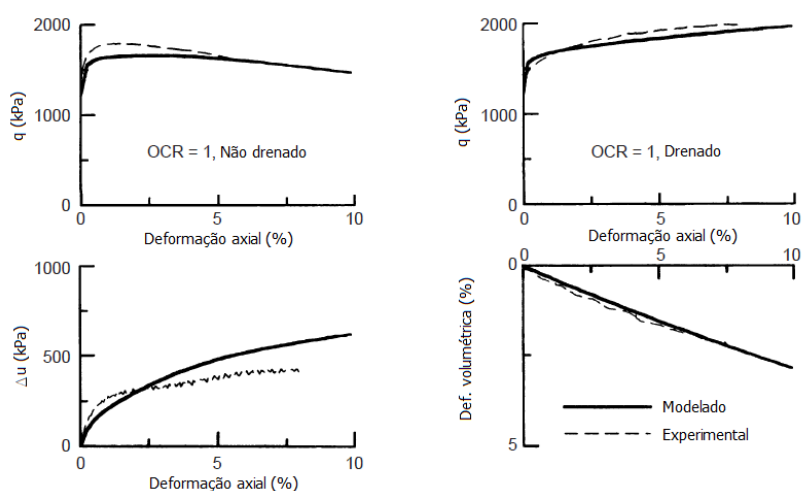 2000
q (kPa)
1000
0
OCR = 1, Não drenado
0 5 10
Deformação axial (%)
2000
q (kPa)
1000
0
OCR = 1, Drenado
0 5 10
Deformação axial (%)
1000
Δu (kPa)
500
0
0 5 10
Deformação axial (%)
0 5 10
0
Def. volumétrica (%)
5
Modelado
Experimental